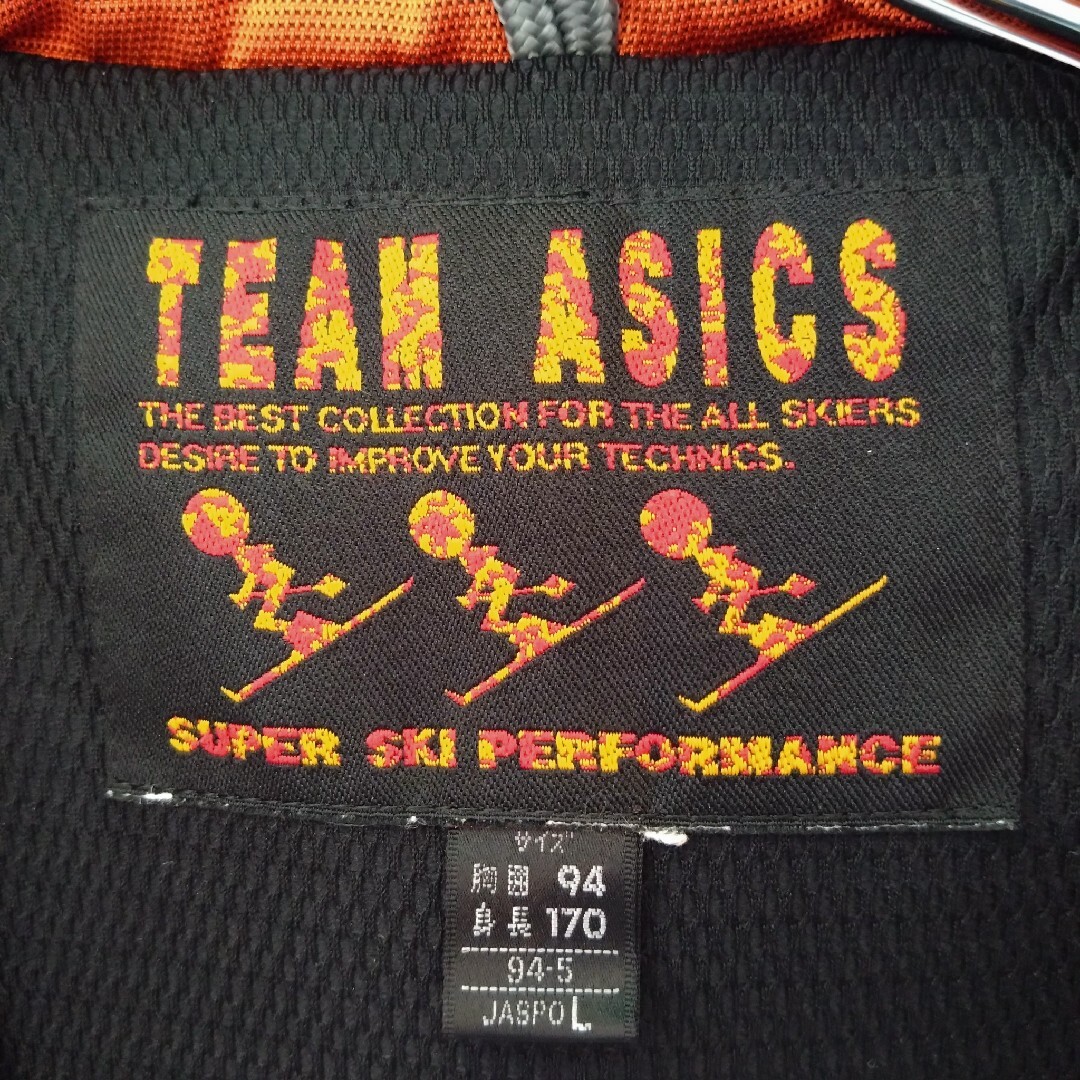 TEAM ASICS
THE BEST COLLECTION FOR THE ALL SKIERS
DESIRE TO IMPROVE YOUR TECHNICS.
SUPER SKI PERFORMANCE
サイズ
胸囲 94
身長 170
94-5
JASPO L